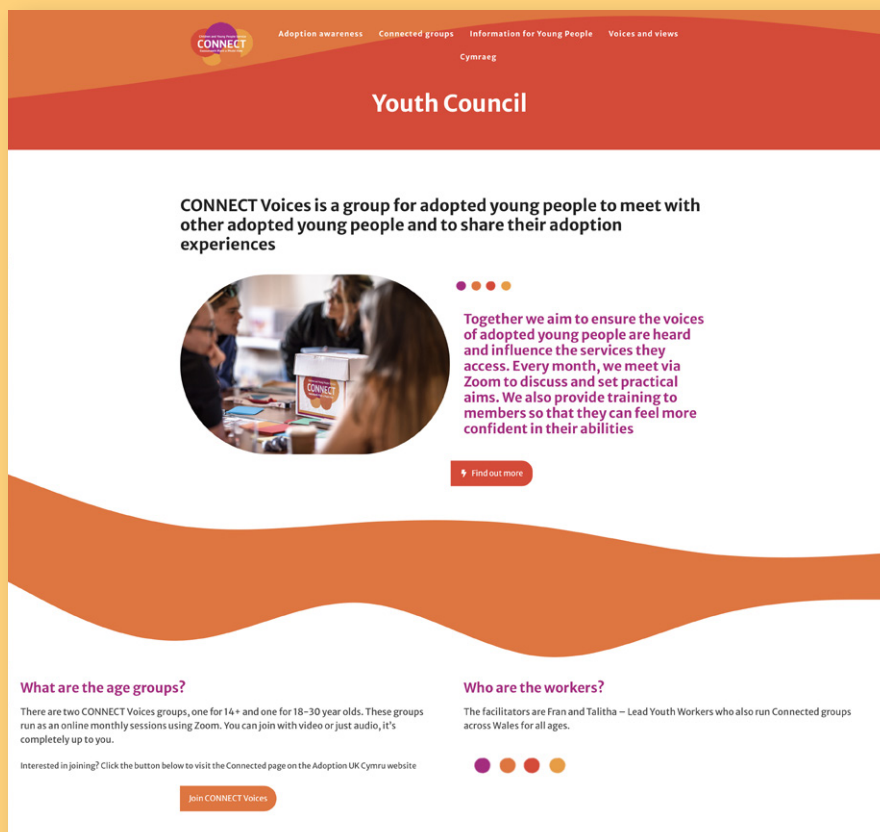 CONNECT
Adoption awareness
Connected groups
Information for Young People
Voices and views
Cymraeg
Youth Council
CONNECT Voices is a group for adopted young people to meet with
other adopted young people and to share their adoption
experiences
CONNECT
Together we aim to ensure the voices
of adopted young people are heard
and influence the services they
access. Every month, we meet via
Zoom to discuss and set practical
aims. We also provide training to
members so that they can feel more
confident in their abilities
Find out more
What are the age groups?
There are two CONNECT Voices groups, one for 14+ and one for 18-30 year olds. These groups
run as an online monthly sessions using Zoom. You can join with video or just audio, it's
completely up to you.
Interested in joining? Click the button below to visit the Connected page on the Adoption UK Cymru website
Join CONNECT Voices
Who are the workers?
The facilitators are Fran and Talitha – Lead Youth Workers who also run Connected groups
across Wales for all ages.